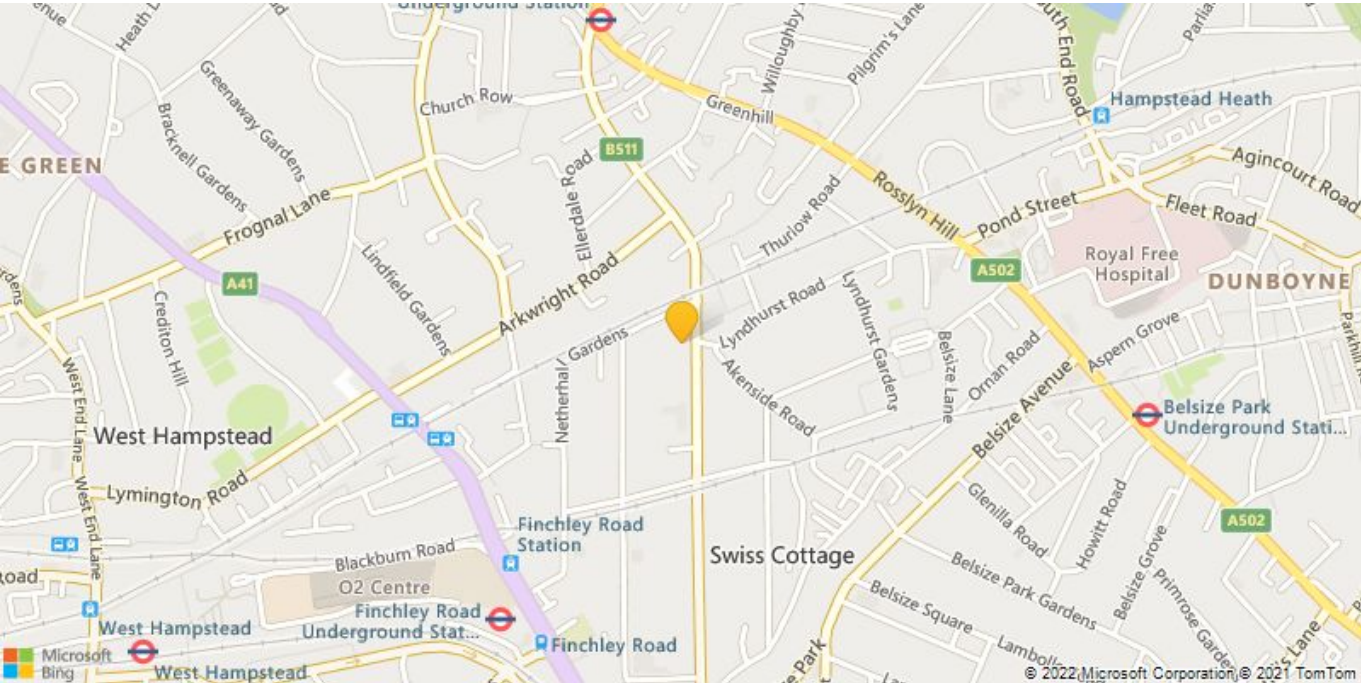 Underground Station
Heath
Greenaway Gardens
Bracknell Gardens
Church Row
Willoughby
Pilgrim's Lane
South End Road
Greenhill
Hampstead Heath
B511
E GREEN
Ellerdale Road
Agincourt Road
Frognal Lane
Rosslyn Hill
Thurlow Road
Pond Street
Fleet Road
A41
Lindfield Gardens
Arkwright Road
A502
Royal Free
Hospital
DUNBOYNE
Crediton Hill
Netherhall Gardens
Lyndhurst Road
Lyndhurst Gardens
Belsize Lane
Ornan Road
Aspern Grove
Akenside Road
Belsize Avenue
West End Lane
West Hampstead
Belsize Park
Underground Stati...
Lymington Road
West End Lane
Glenilla Road
Howitt Road
A502
Finchley Road
Station
Blackburn Road
Swiss Cottage
O2 Centre
Belsize Park Gardens
Belsize Grove
Primrose Gardens
Finchley Road
Underground Stat...
Belsize Square
West Hampstead
Finchley Road
Park
Microsoft
Bing
West Hampstead
© 2022 Microsoft Corporation © 2021 TomTom